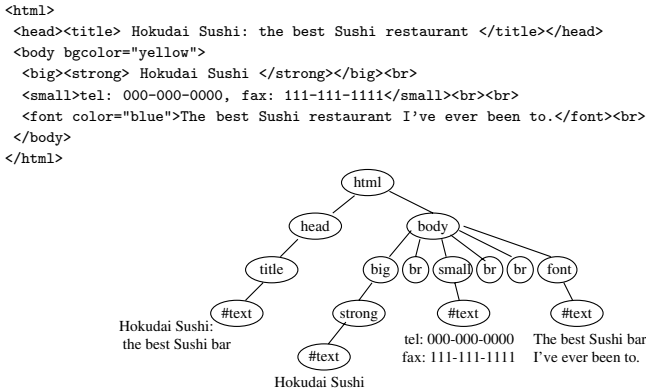 <html>
<head><title> Hokudai Sushi: the best Sushi restaurant </title></head>
<body bgcolor="yellow">
<big><strong> Hokudai Sushi </strong></big><br>
<small>tel: 000-000-0000, fax: 111-111-1111</small><br><br>
<font color="blue">The best Sushi restaurant I've ever been to.</font><br>
</body>
</html>
html
head
body
title
big
br
small
br
br
font
#text
strong
#text
#text
Hokudai Sushi:
the best Sushi bar
tel: 000-000-0000
fax: 111-111-1111
The best Sushi bar
I've ever been to.
#text
Hokudai Sushi